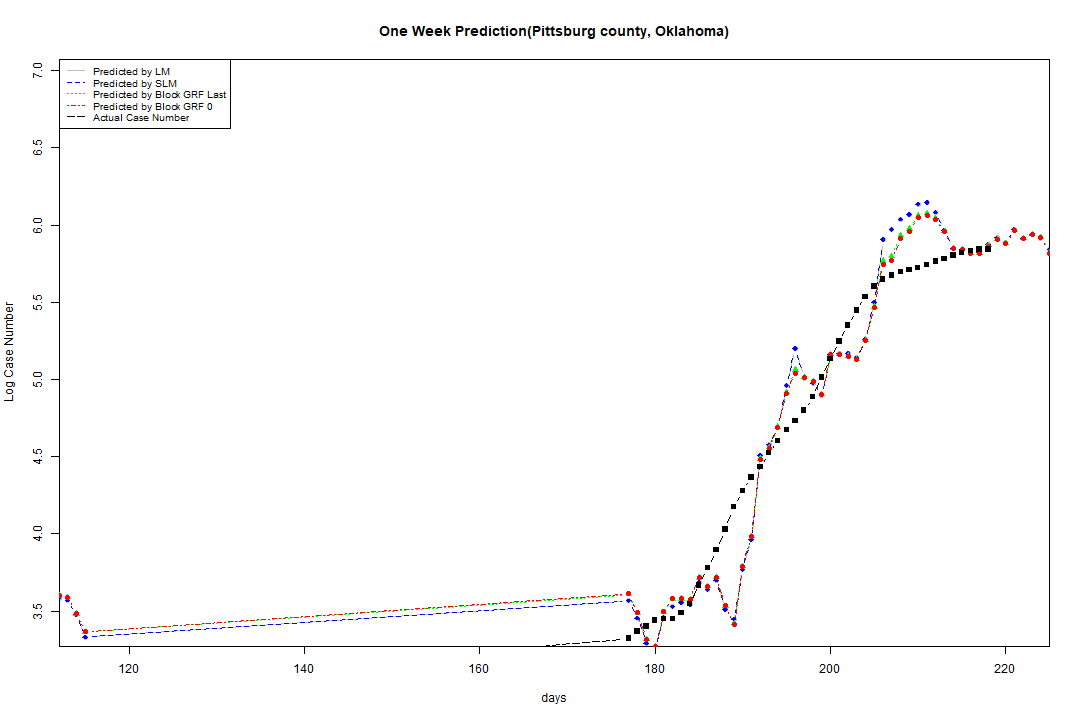 One Week Prediction(Pittsburg county, Oklahoma)
7.0
6.5
6.0
5.5
5.0
4.5
4.0
3.5
Log Case Number
Predicted by LM
Predicted by SLM
Predicted by Block GRF Last
Predicted by Block GRF 0
Actual Case Number
120 140 160 180 200 220
days